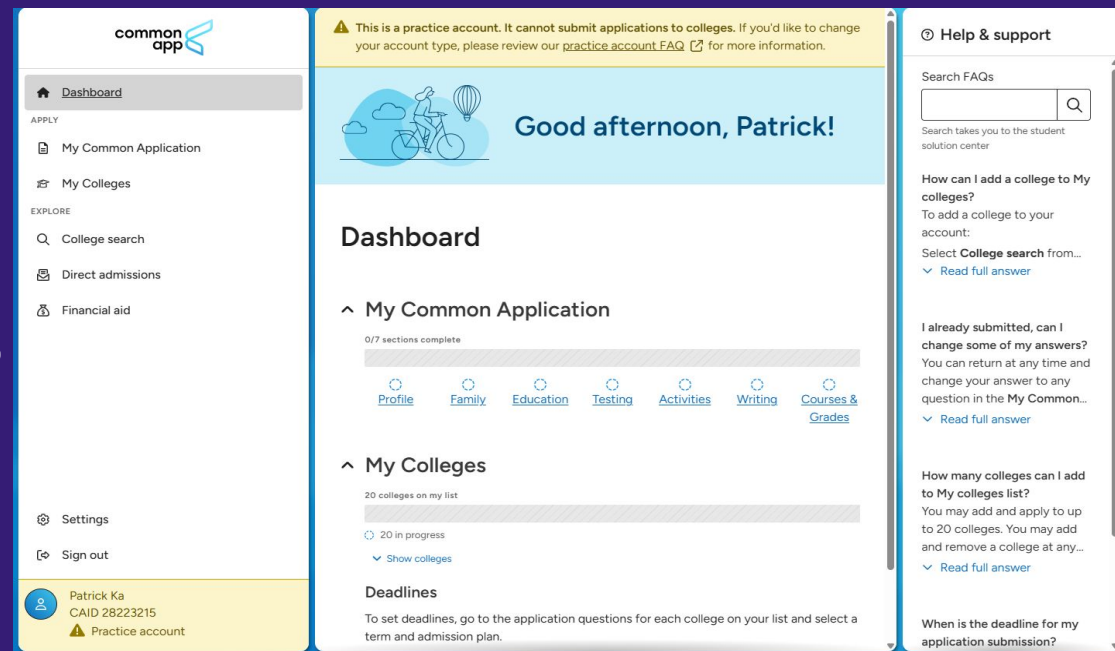 common
app
Dashboard
APPLY
My Common Application
My Colleges
EXPLORE
College search
Direct admissions
Financial aid
Settings
Sign out
Patrick Ka
CAID 28223215
Practice account
This is a practice account. It cannot submit applications to colleges. If you'd like to change
your account type, please review our practice account FAQ for more information.
Good afternoon, Patrick!
Dashboard
My Common Application
0/7 sections complete
Profile
Family
Education
Testing
Activities
Writing
Courses &
Grades
My Colleges
20 colleges on my list
20 in progress
Show colleges
Deadlines
To set deadlines, go to the application questions for each college on your list and select a
term and admission plan.
Help & support
Search FAQs
Search takes you to the student
solution center
How can I add a college to My
colleges?
To add a college to your
account:
Select College search from...
Read full answer
I already submitted, can I
change some of my answers?
You can return at any time and
change your answer to any
question in the My Common...
Read full answer
How many colleges can I add
to My colleges list?
You may add and apply to up
to 20 colleges. You may add
and remove a college at any...
Read full answer
When is the deadline for my
application submission?